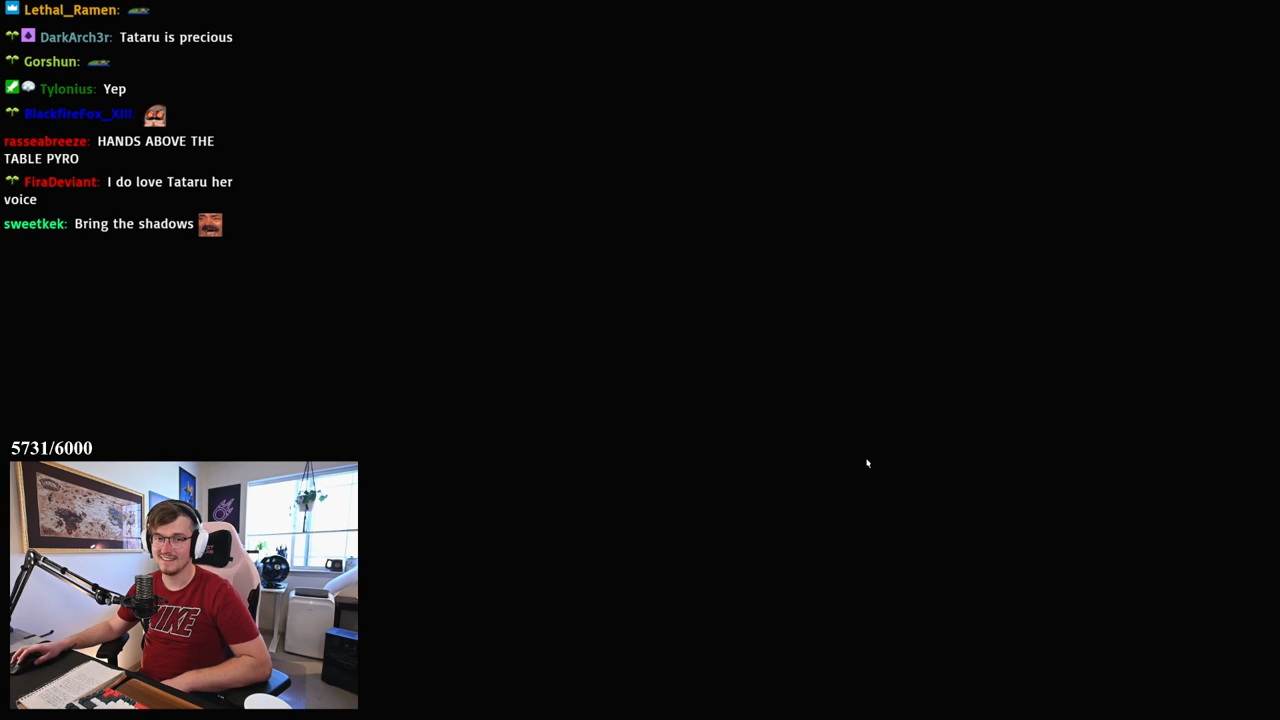 Lethal_Ramen:
DarkArch3r: Tataru is precious
Gorshun:
Tylonius: Yep
BlackfireFox_XIII:
rasseabreeze: HANDS ABOVE THE
TABLE PYRO
FiraDeviant: I do love Tataru her
voice
sweetkek: Bring the shadows
5731/6000
NIKE